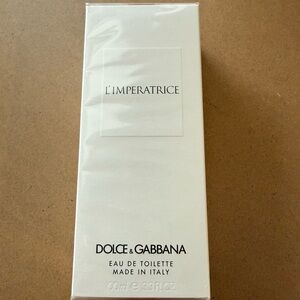 L'IMPERATRICE
DOLCE & GABBANA
EAU DE TOILETTE
MADE IN ITALY